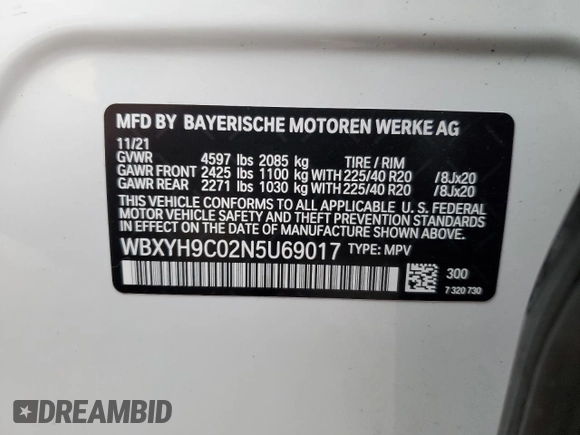 MFD BY BAYERISCHE MOTOREN WERKE AG
11/21
GVWR 4597 lbs 2085 kg TIRE / RIM
GAWR FRONT 2425 lbs 1100 kg WITH 225/40 R20 /8Jx20
GAWR REAR 2271 lbs 1030 kg WITH 225/40 R20 /8Jx20
THIS VEHICLE CONFORMS TO ALL APPLICABLE U. S. FEDERAL
MOTOR VEHICLE SAFETY, BUMPER, AND THEFT PREVENTION
STANDARDS IN EFFECT ON THE DATE OF MANUFACTURE SHOWN ABOVE.
WBXYH9C02N5U69017 TYPE: MPV
300
7 320 730
DREAMBID